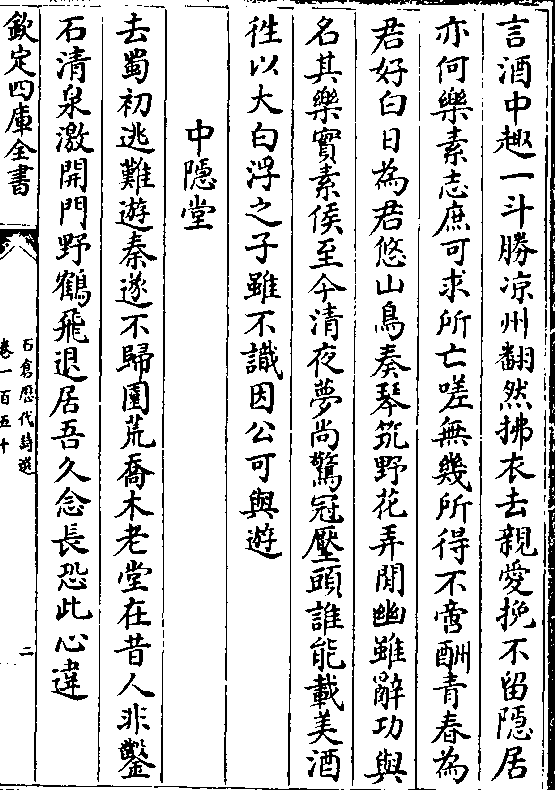 言酒中趣一斗勝凉州翻然拂衣去親愛挽不留隠居
亦何樂素志庶可求所亡嗟無幾所得不啻酬青春為
君好白日為君悠山鳥奏琴筑野花弄閒幽雖辭功與
名其樂實素侯至今清夜夢尚驚冠壓頭誰能載美酒
徃以大白浮之子雖不識因公可與遊
中隠堂
去蜀初逃難遊秦遂不歸園荒喬木老堂在昔人非鑿
石清泉激開門野鶴飛退居吾久念長恐此心違
欽定四庫全書
石倉歴代詩選
卷一百五十
二